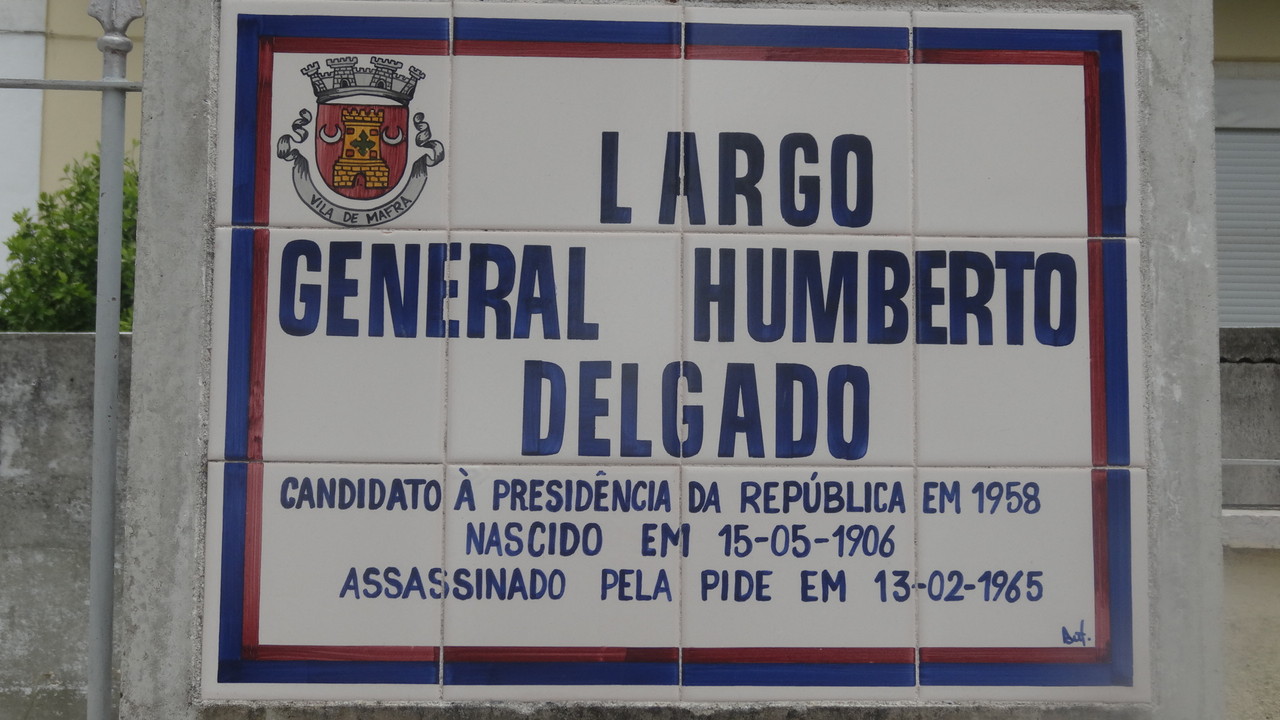 VILA DE MAFRA
LARGO
GENERAL HUMBERTO
DELGADO
CANDIDATO À PRESIDÊNCIA DA REPÚBLICA EM 1958
NASCIDO EM 15-05-1906
ASSASSINADO PELA PIDE EM 13-02-1965